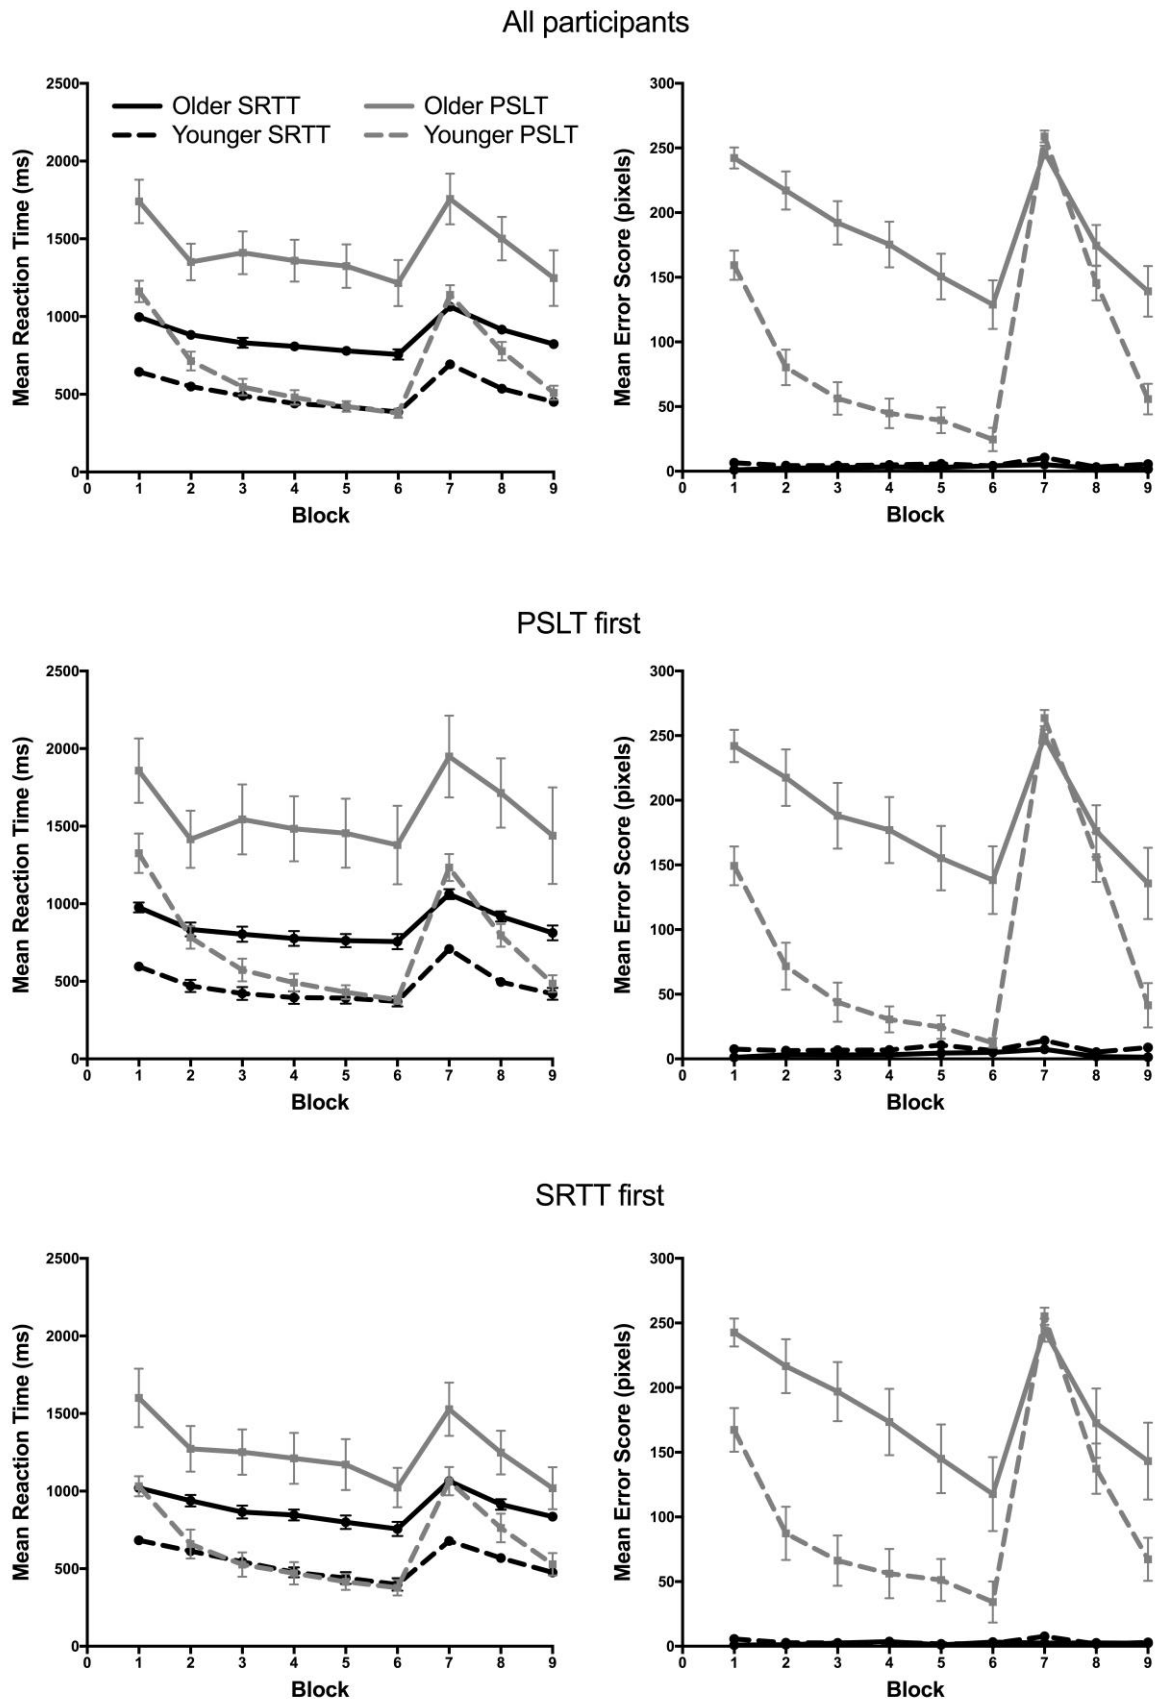 All participants
Older SRTT
Older PSLT
Younger SRTT
Younger PSLT
Mean Reaction Time (ms)
2500
2000
1500
1000
500
0
0 1 2 3 4 5 6 7 8 9
Block
Mean Error Score (pixels)
300
250
200
150
100
50
0
0 1 2 3 4 5 6 7 8 9
Block
PSLT first
Mean Reaction Time (ms)
2500
2000
1500
1000
500
0
0 1 2 3 4 5 6 7 8 9
Block
Mean Error Score (pixels)
300
250
200
150
100
50
0
0 1 2 3 4 5 6 7 8 9
Block
SRTT first
Mean Reaction Time (ms)
2500
2000
1500
1000
500
0
0 1 2 3 4 5 6 7 8 9
Block
Mean Error Score (pixels)
300
250
200
150
100
50
0
0 1 2 3 4 5 6 7 8 9
Block